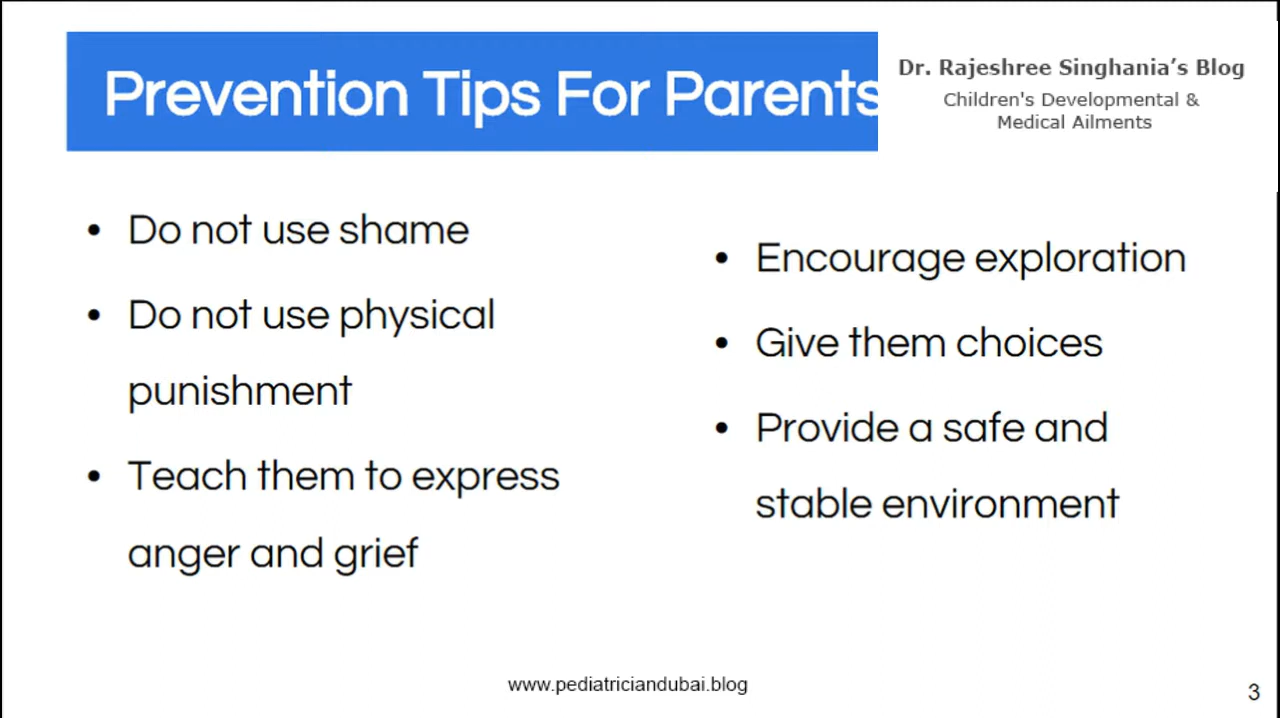 Prevention Tips For Parents
Dr. Rajeshree Singhania’s Blog
Children's Developmental &
Medical Ailments
• Do not use shame
• Do not use physical
punishment
• Teach them to express
anger and grief
• Encourage exploration
• Give them choices
• Provide a safe and
stable environment
www.pediatriciandubai.blog
3